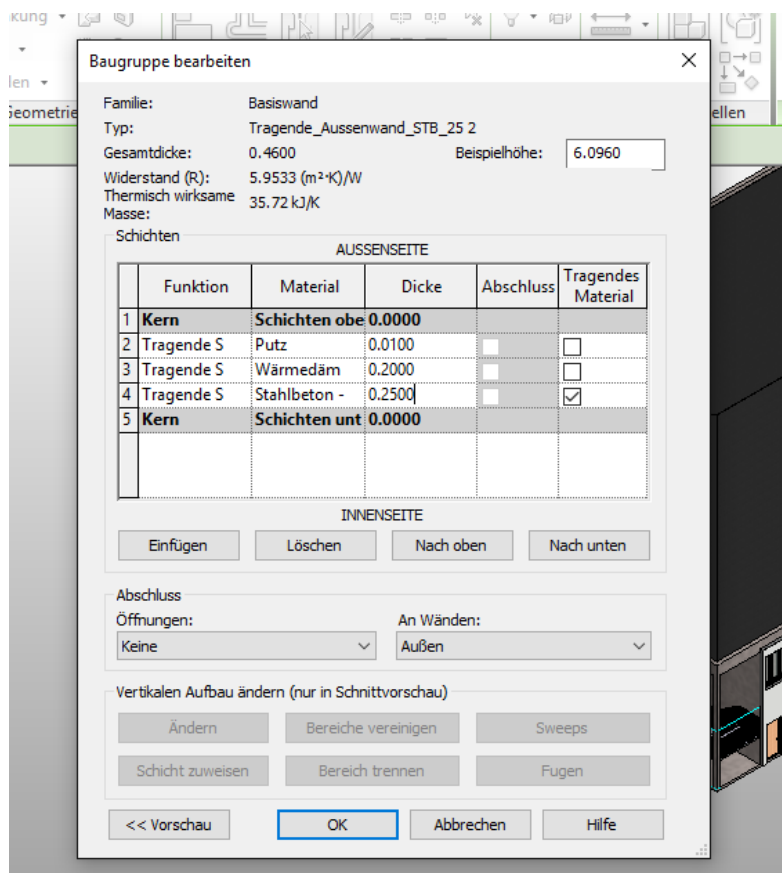 kung
len
Geometrie
ellen
Baugruppe bearbeiten
Familie: Basiswand
Typ: Tragende_Aussenwand_STB_25 2
Gesamtdicke: 0.4600 Beispielhöhe: 6.0960
Widerstand (R): 5.9533 (m²·K)/W
Thermisch wirksame
Masse: 35.72 kJ/K
Schichten
AUSSENSEITE
Funktion Material Dicke Abschluss Tragendes
Material
1 Kern Schichten obe 0.0000
2 Tragende S Putz 0.0100
3 Tragende S Wärmedäm 0.2000
4 Tragende S Stahlbeton - 0.2500
5 Kern Schichten unt 0.0000
INNENSEITE
Einfügen Löschen Nach oben Nach unten
Abschluss
Öffnungen: An Wänden:
Keine Außen
Vertikalen Aufbau ändern (nur in Schnittvorschau)
Ändern Bereiche vereinigen Sweeps
Schicht zuweisen Bereich trennen Fugen
<< Vorschau OK Abbrechen Hilfe